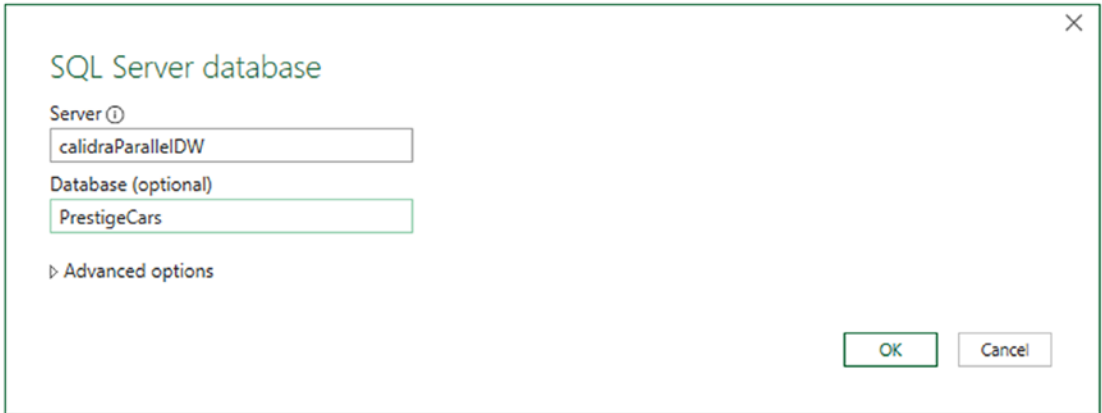 SQL Server database
Server
calidraParallelDW
Database (optional)
PrestigeCars
Advanced options
OK Cancel